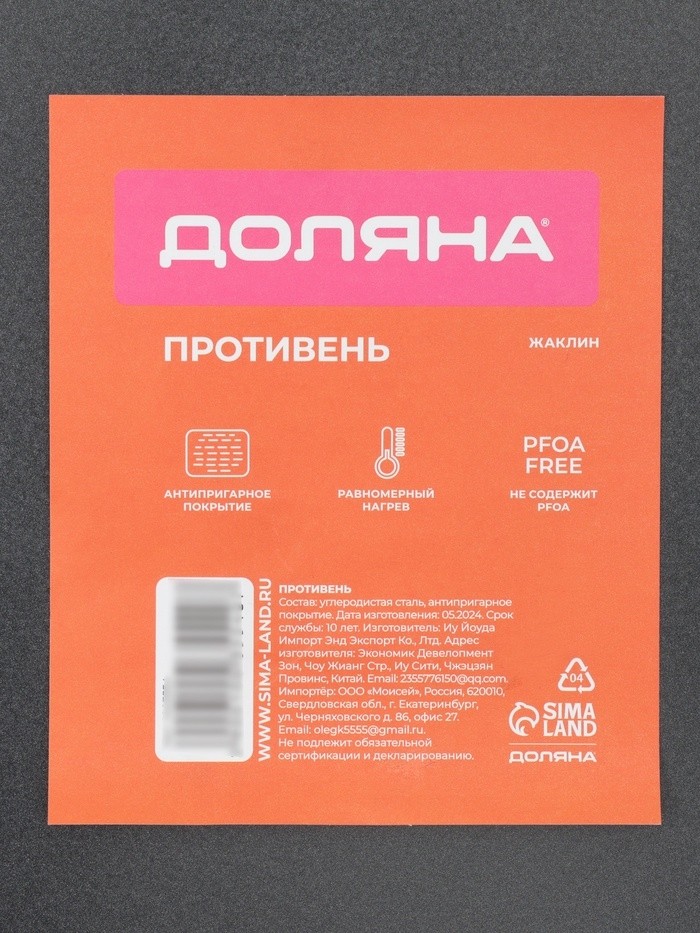 ДОЛЯНА®
ПРОТИВЕНЬ
ЖАКЛИН
АНТИПРИГАРНОЕ
ПОКРЫТИЕ
РАВНОМЕРНЫЙ
НАГРЕВ
PFOA
FREE
НЕ СОДЕРЖИТ
PFOA
WWW.SIMA-LAND.RU
ПРОТИВЕНЬ
Состав: углеродистая сталь, антипригарное
покрытие. Дата изготовления: 05.2024. Срок
службы: 10 лет. Изготовитель: Иу Йоуда
Импорт Энд Экспорт Ко., Лтд. Адрес
изготовителя: Экономик Девелопмент
Зон, Чоу Жианг Стр., Иу Сити, Чжэцзян
Провинс, Китай. Email: 2355776150@qq.com.
Импортёр: ООО «Моисей», Россия, 620010,
Свердловская обл., г. Екатеринбург,
ул. Черняховского д. 86, офис 27.
Email: olegk5555@gmail.ru.
Не подлежит обязательной
сертификации и декларированию.
04
SIMA
LAND
ДОЛЯНА